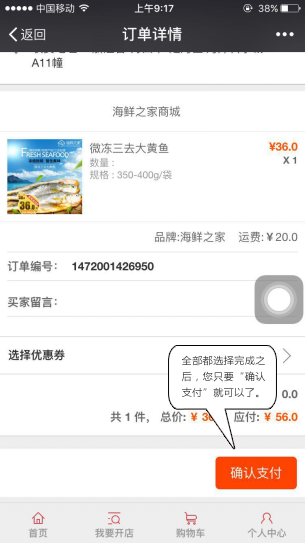 中国移动 上午9:17 38%
返回 订单详情
A11幢
海鲜之家商城
FRESH SEAFOOD
36.0
微冻三去大黄鱼 ¥36.0
数量： X 1
规格：350-400g/袋
品牌:海鲜之家 运费: ¥ 20.0
订单编号： 1472001426950
买家留言：
选择优惠券
全部都选择完成之
后，您只要“确认
支付”就可以了。
0.0
共 1 件， 总价: ¥ 应付: ¥ 56.0
确认支付
首页 我要开店 购物车 个人中心